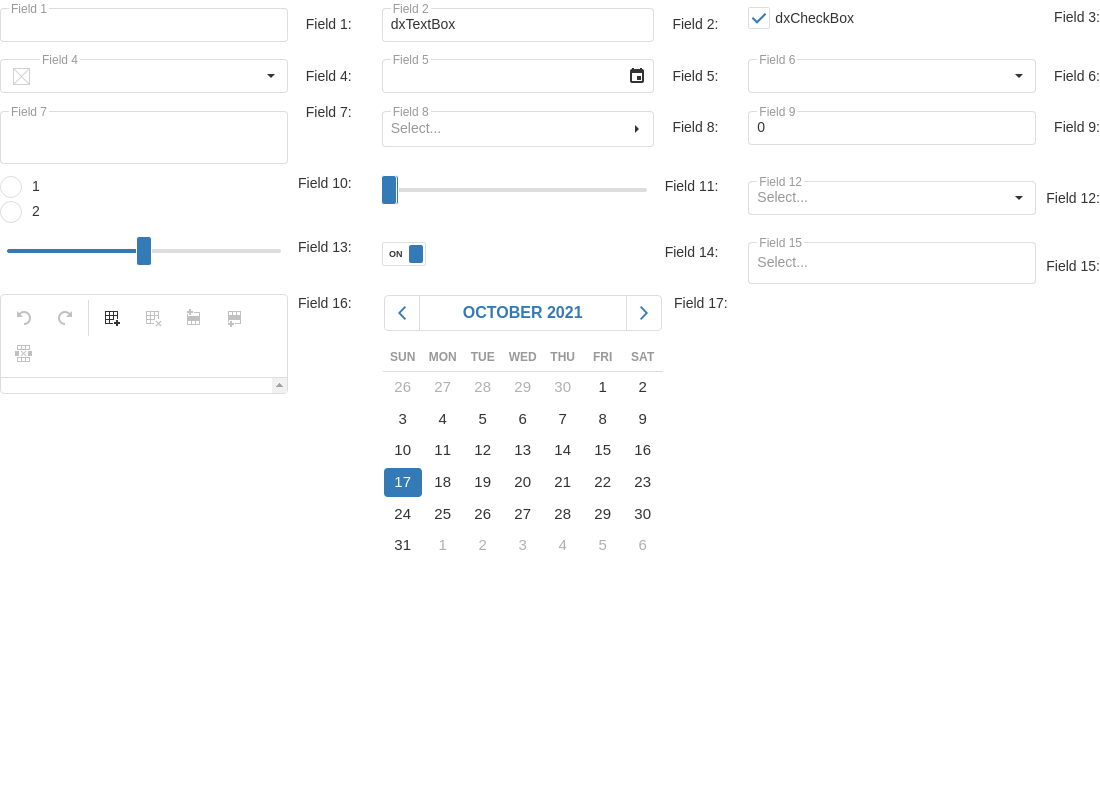 Field 1
Field 1:
Field 2
dxTextBox
Field 2:
dxCheckBox
Field 3:
Field 4
Field 4:
Field 5
Field 5:
Field 6
Field 6:
Field 7
Field 7:
Field 8
Select...
Field 8:
Field 9
0
Field 9:
1
2
Field 10:
Field 11:
Field 12
Select...
Field 12:
Field 13:
ON
Field 14:
Field 15
Select...
Field 15:
Field 16:
OCTOBER 2021
Field 17:
SUN MON TUE WED THU FRI SAT
26 27 28 29 30 1 2
3 4 5 6 7 8 9
10 11 12 13 14 15 16
17 18 19 20 21 22 23
24 25 26 27 28 29 30
31 1 2 3 4 5 6